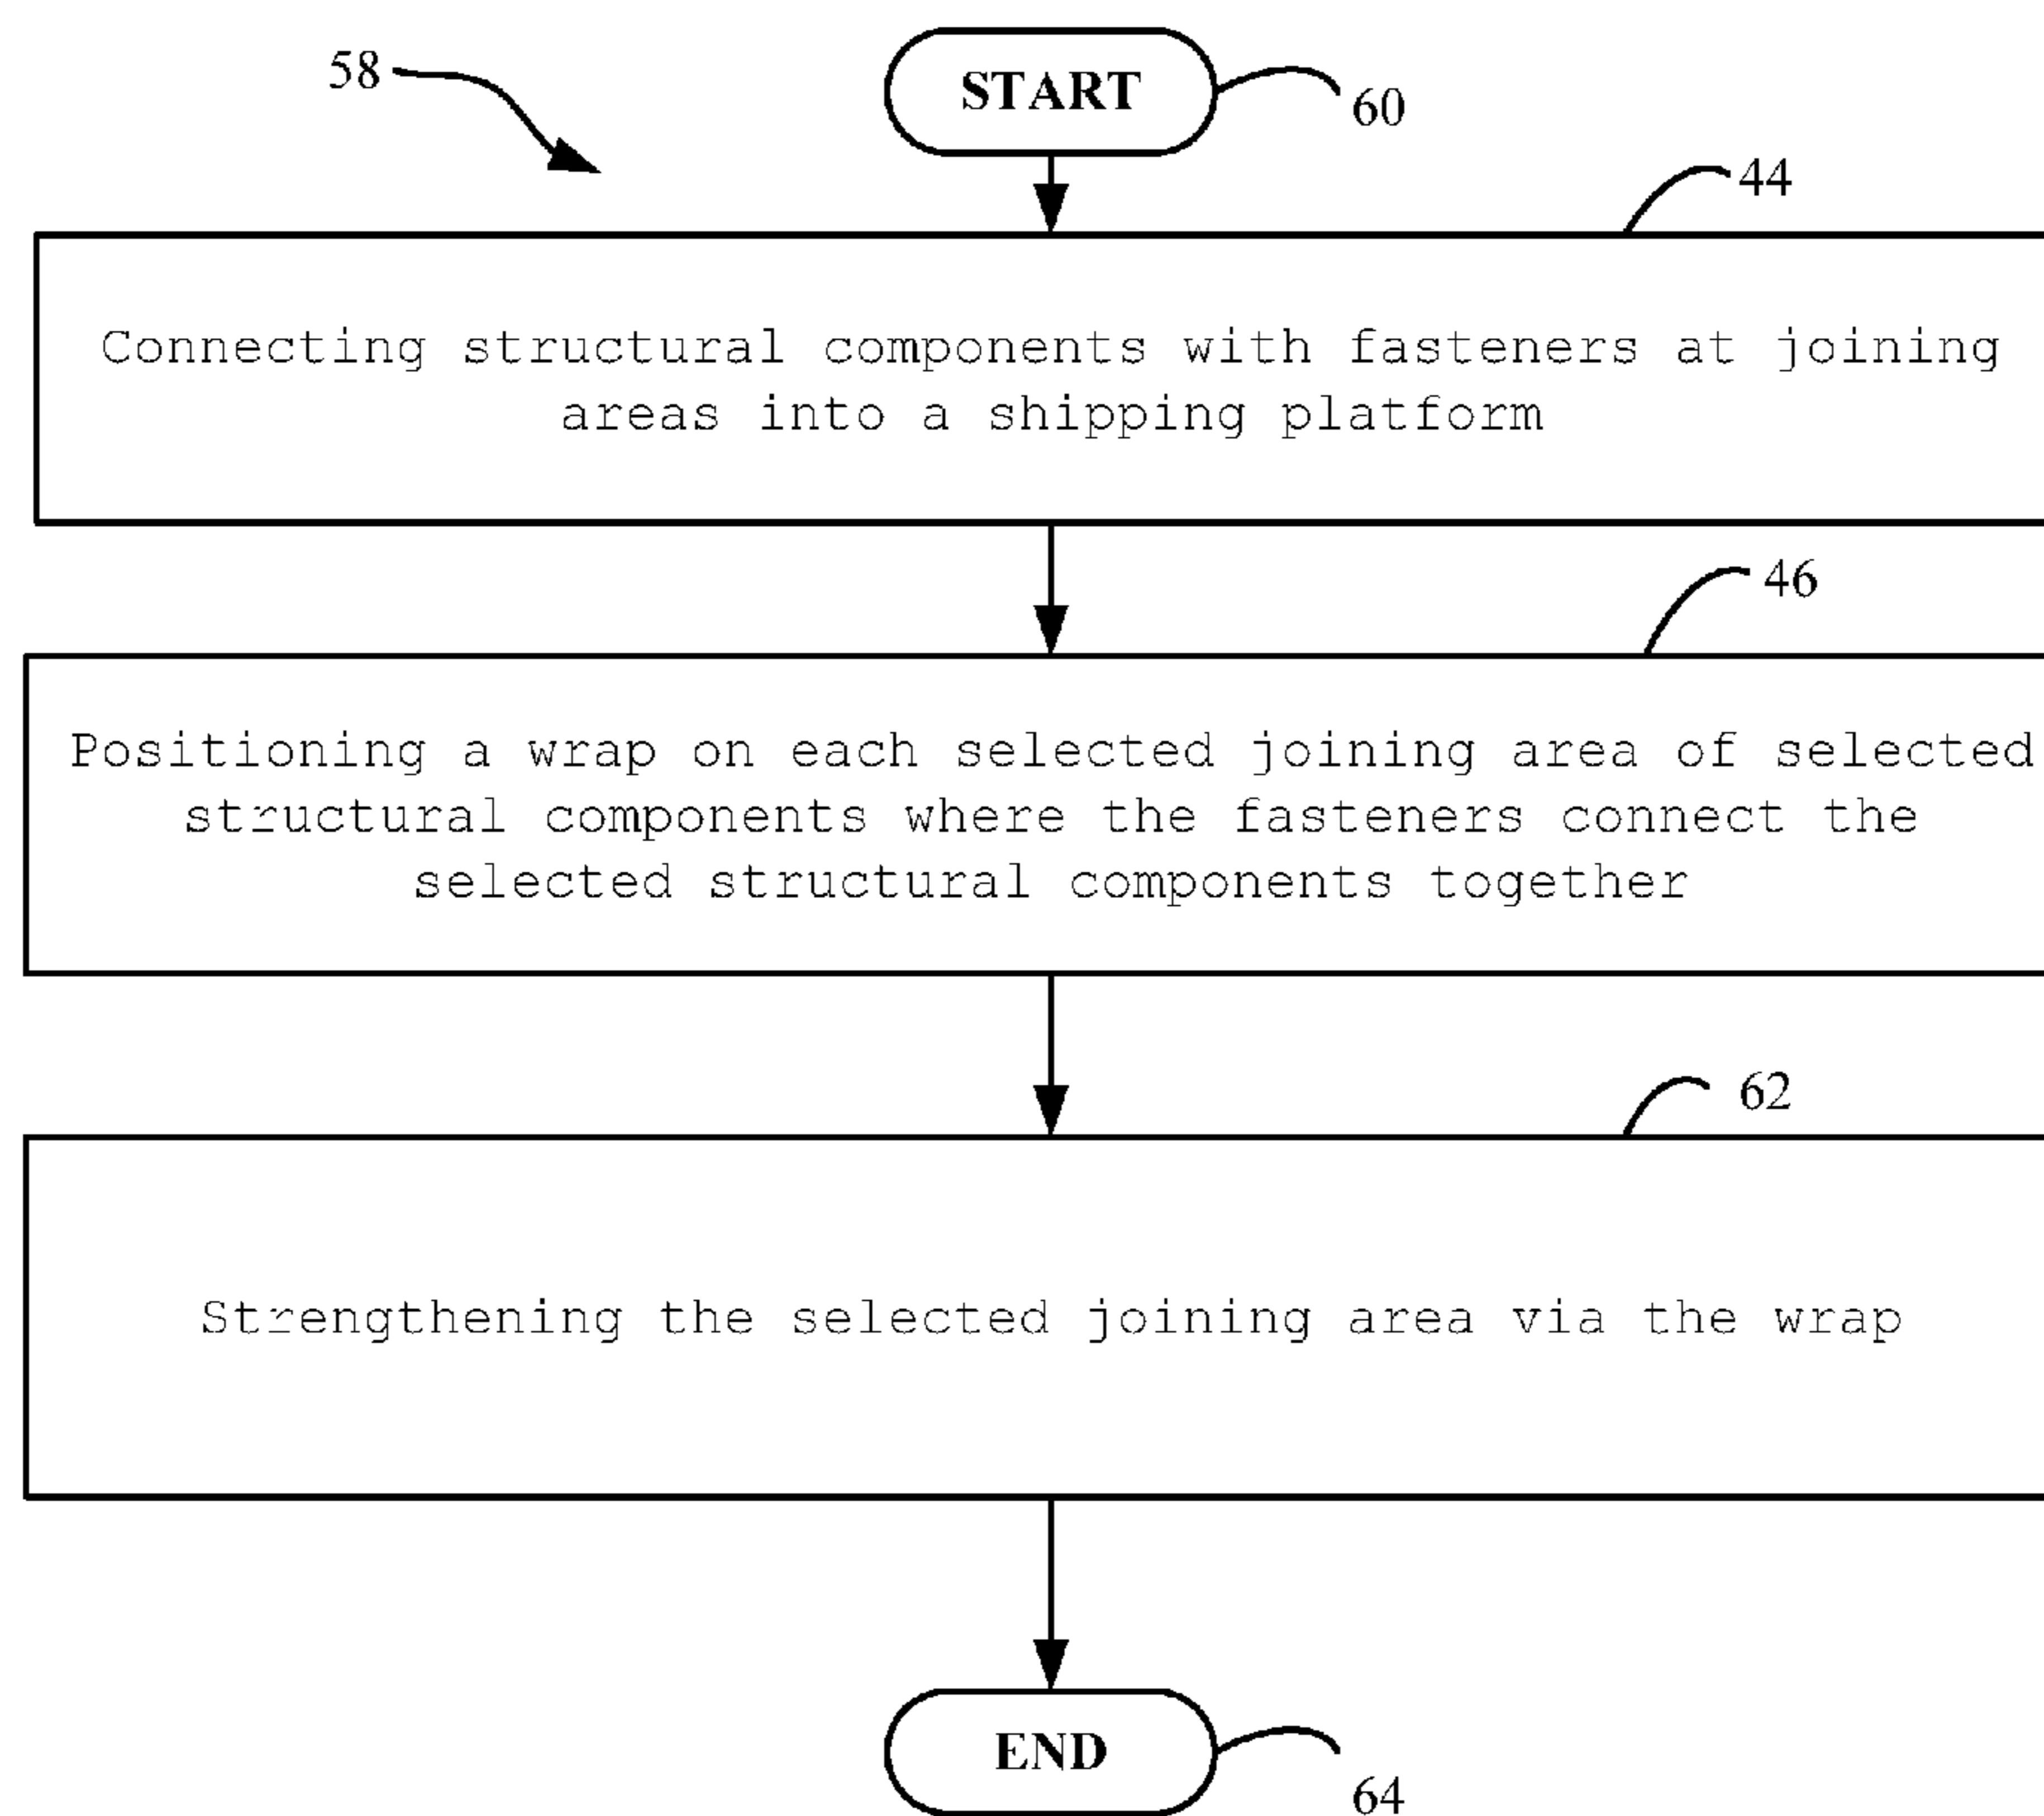 58
START
60
44
Connecting structural components with fasteners at joining
areas into a shipping platform
46
Positioning a wrap on each selected joining area of selected
structural components where the fasteners connect the
selected structural components together
62
Strengthening the selected joining area via the wrap
END
64